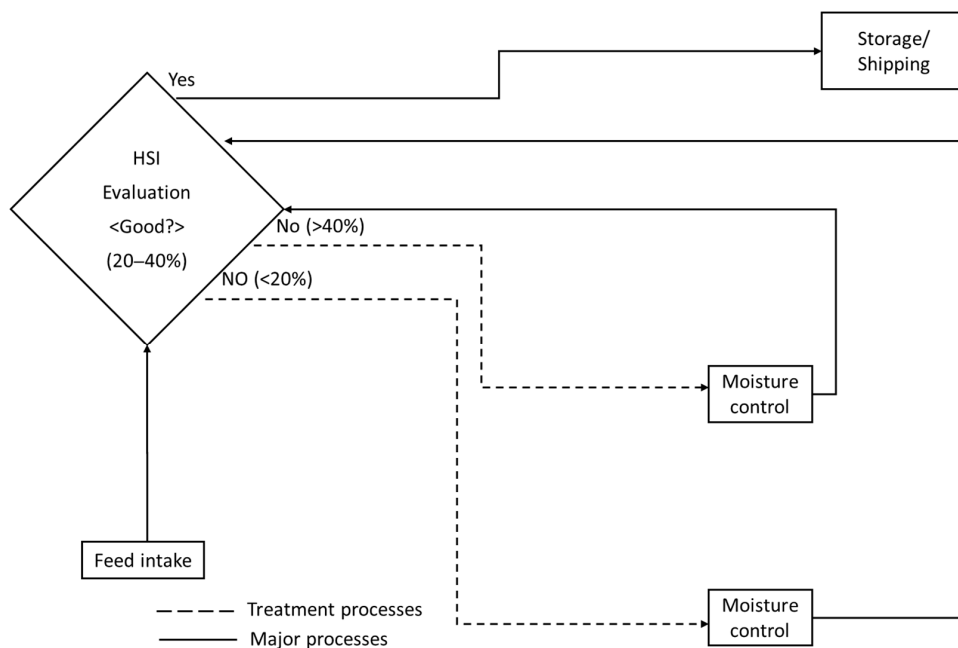 Storage/
Shipping
Yes
HSI
Evaluation
<Good?>
(20–40%)
No (>40%)
NO (<20%)
Moisture
control
Feed intake
Moisture
control
Treatment processes
Major processes